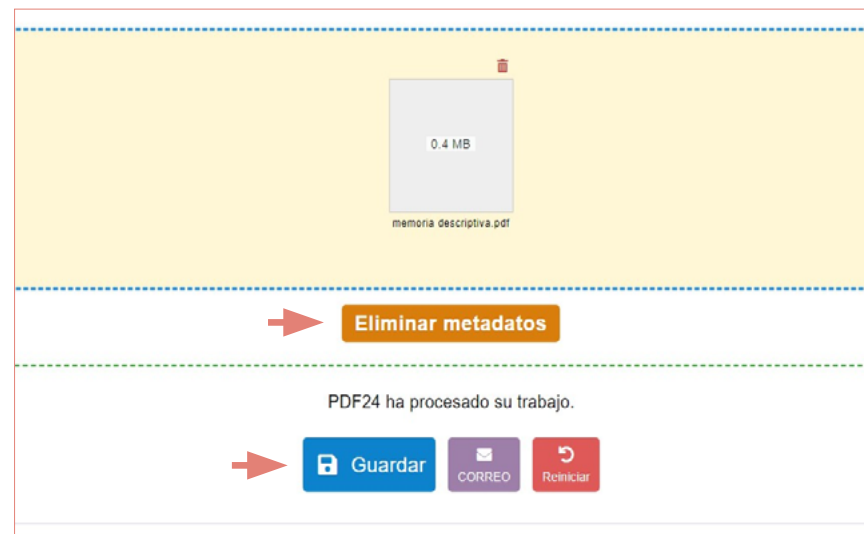 0.4 MB
memoria descriptiva.pdf
Eliminar metadatos
PDF24 ha procesado su trabajo.
Guardar
CORREO
Reiniciar